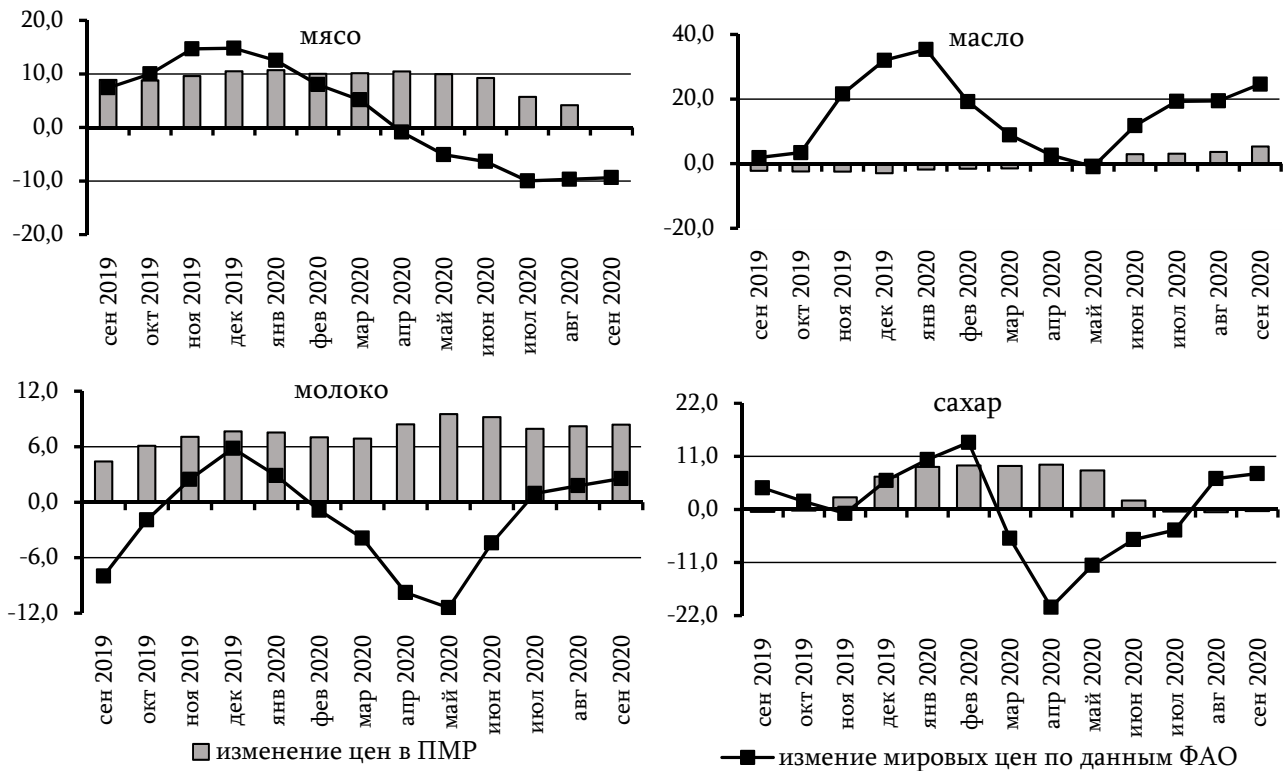 мясо
20,0
10,0
0,0
-10,0
-20,0
сен 2019
окт 2019
ноя 2019
дек 2019
янв 2020
фев 2020
мар 2020
апр 2020
май 2020
июн 2020
июл 2020
авг 2020
сен 2020
масло
40,0
20,0
0,0
-20,0
сен 2019
окт 2019
ноя 2019
дек 2019
янв 2020
фев 2020
мар 2020
апр 2020
май 2020
июн 2020
июл 2020
авг 2020
сен 2020
молоко
12,0
6,0
0,0
-6,0
-12,0
сен 2019
окт 2019
ноя 2019
дек 2019
янв 2020
фев 2020
мар 2020
апр 2020
май 2020
июн 2020
июл 2020
авг 2020
сен 2020
сахар
22,0
11,0
0,0
-11,0
-22,0
сен 2019
окт 2019
ноя 2019
дек 2019
янв 2020
фев 2020
мар 2020
апр 2020
май 2020
июн 2020
июл 2020
авг 2020
сен 2020
изменение цен в ПМР
измение мировых цен по данным ФАО